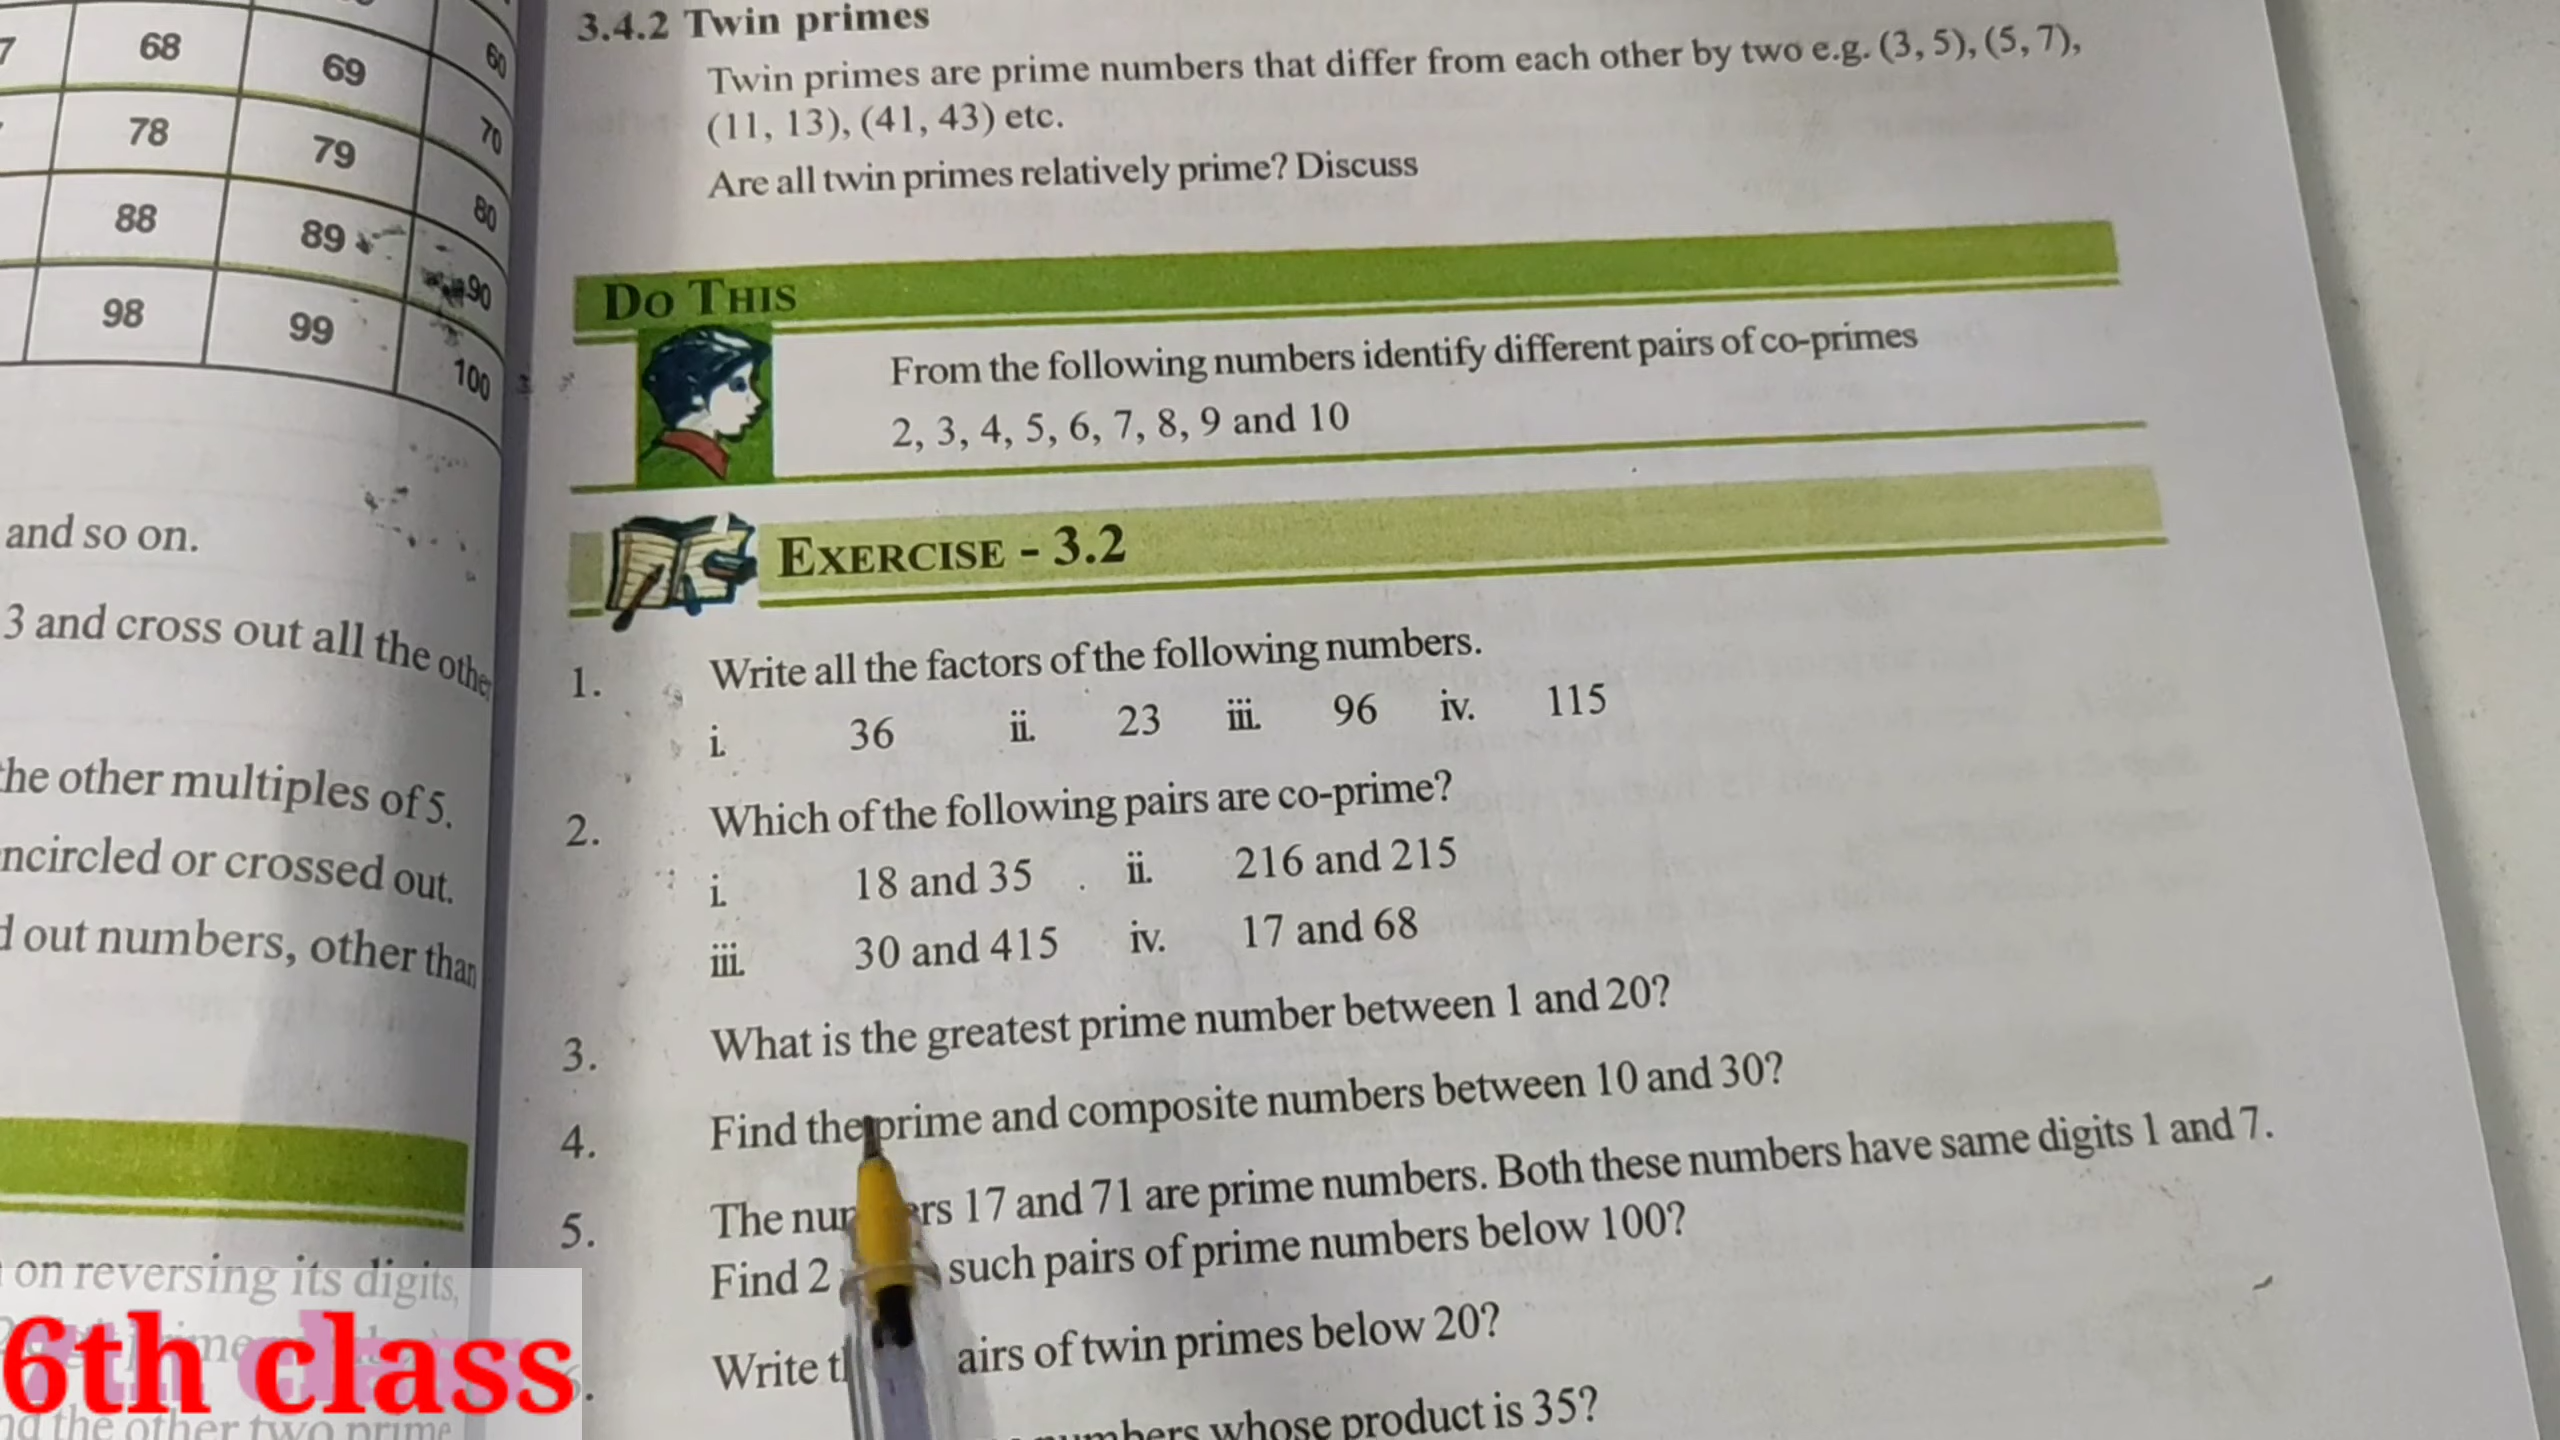 68
69
60
78
79
70
88
89
80
90
98
99
100
and so on.
3 and cross out all the other
the other multiples of 5.
ncircled or crossed out.
d out numbers, other than
on reversing its digits,
6th class
3.4.2 Twin primes
Twin primes are prime numbers that differ from each other by two e.g. (3, 5), (5, 7),
(11, 13), (41, 43) etc.
Are all twin primes relatively prime? Discuss
DO THIS
From the following numbers identify different pairs of co-primes
2, 3, 4, 5, 6, 7, 8, 9 and 10
EXERCISE - 3.2
1. Write all the factors of the following numbers.
i. 36 ii. 23 iii. 96 iv. 115
2. Which of the following pairs are co-prime?
i. 18 and 35 ii. 216 and 215
iii. 30 and 415 iv. 17 and 68
3. What is the greatest prime number between 1 and 20?
4. Find the prime and composite numbers between 10 and 30?
5. The numbers 17 and 71 are prime numbers. Both these numbers have same digits 1 and 7.
Find 2 such pairs of prime numbers below 100?
Write airs of twin primes below 20?
whose product is 35?